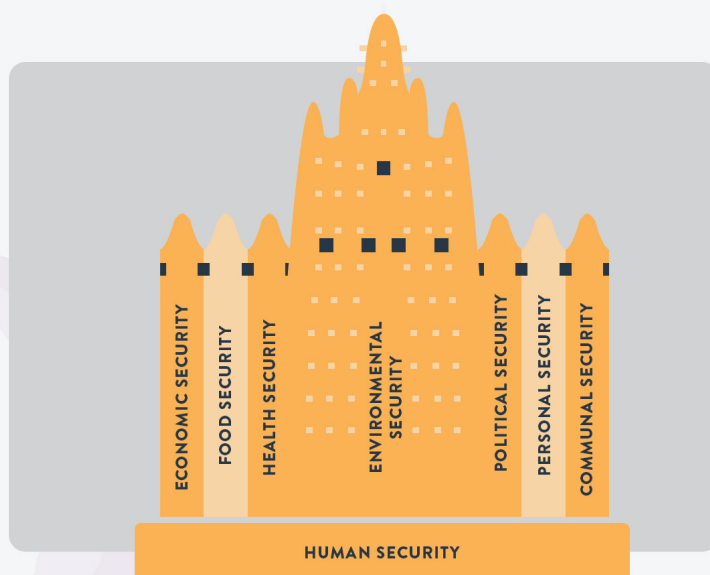 ECONOMIC SECURITY
FOOD SECURITY
HEALTH SECURITY
ENVIRONMENTAL
SECURITY
POLITICAL SECURITY
PERSONAL SECURITY
COMMUNAL SECURITY
HUMAN SECURITY